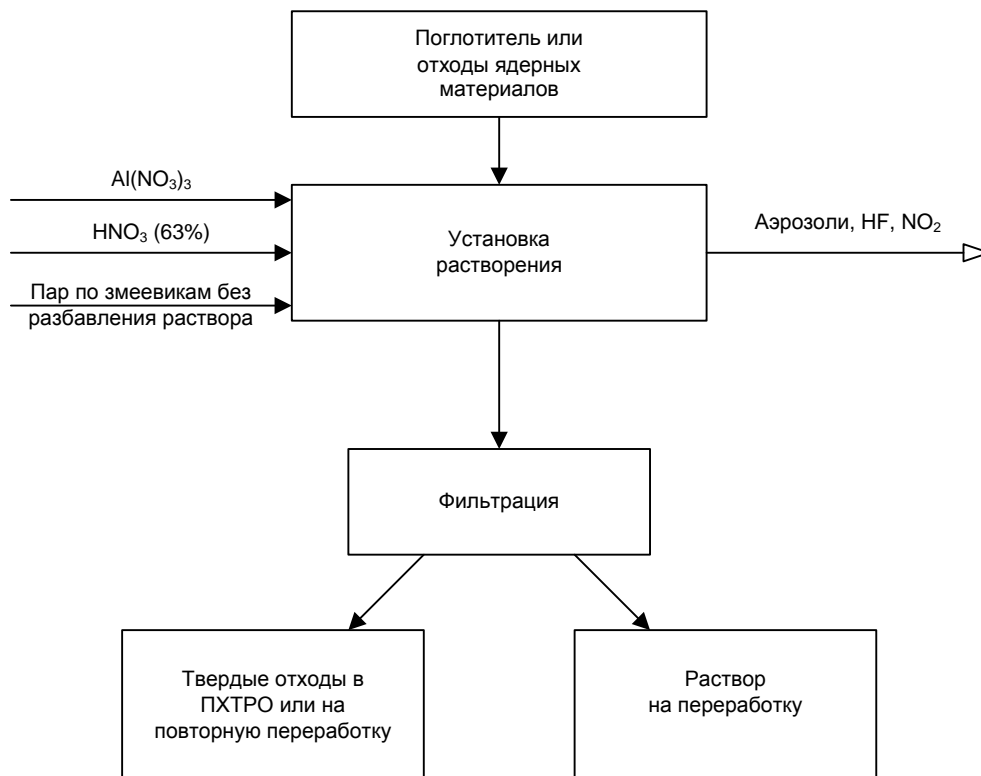 Поглотитель или
отходы ядерных
материалов
Al(NO₃)₃
HNO₃ (63%)
Пар по змеевикам без
разбавления раствора
Установка
растворения
Аэрозоли, HF, NO₂
Фильтрация
Твердые отходы в
ПХТРО или на
повторную переработку
Раствор
на переработку